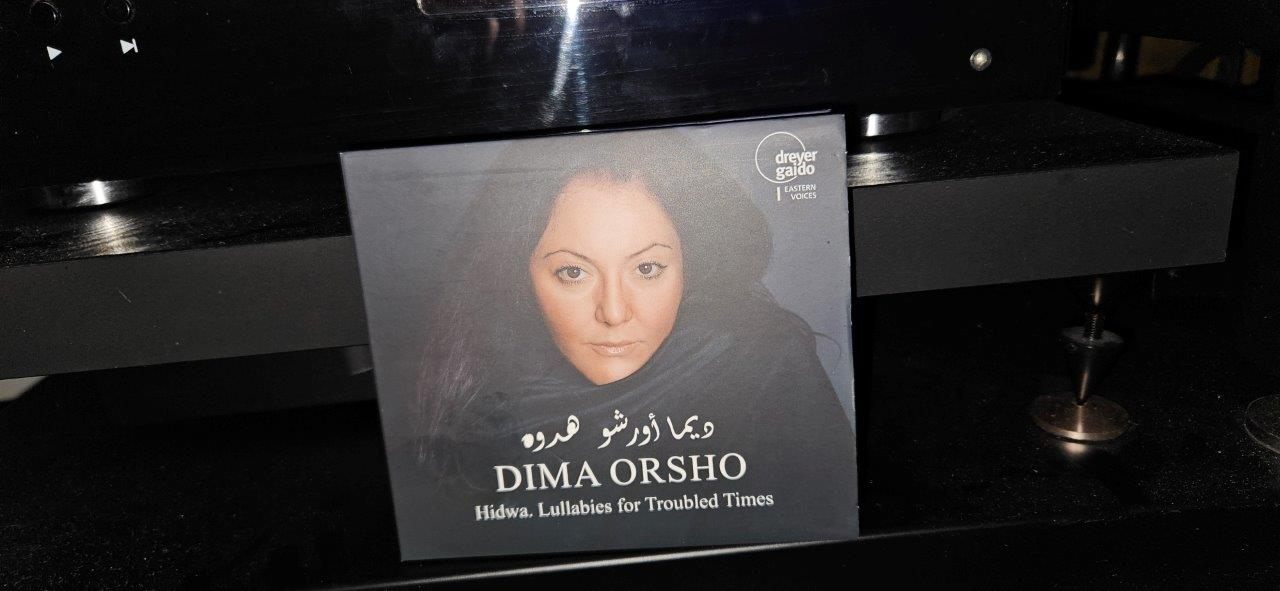 dreyer
gaido
EASTERN
VOICES
ديما أورشو هدوه
DIMA ORSHO
Hidwa. Lullabies for Troubled Times